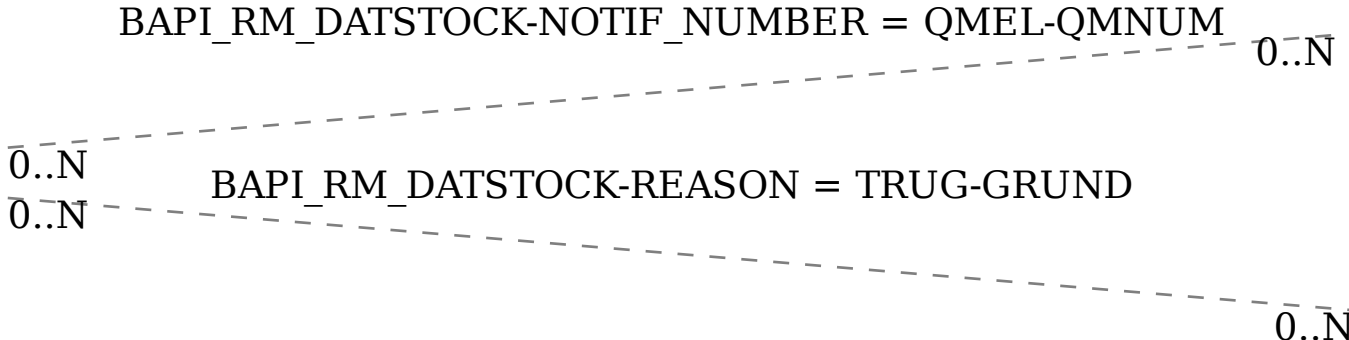 BAPI_RM_DATSTOCK-NOTIF_NUMBER = QMEL-QMNUM
0..N
0..N
BAPI_RM_DATSTOCK-REASON = TRUG-GRUND
0..N
0..N